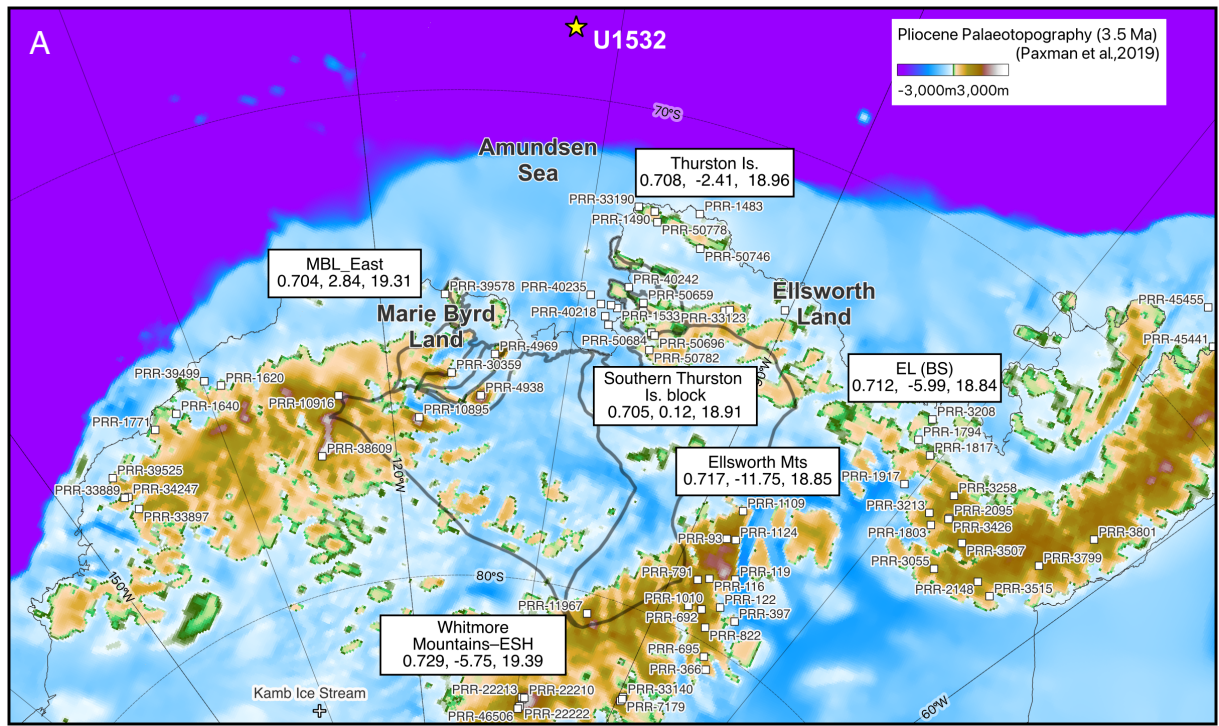 A
U1532
Pliocene Palaeotopography (3.5 Ma)
(Paxman et al.,2019)
-3,000m3,000m
70°S
Amundsen
Sea
Thurston Is.
0.708, -2.41, 18.96
PRR-33190
PRR-1483
PRR-1490
PRR-50778
PRR-50746
MBL_East
0.704, 2.84, 19.31
PRR-39578
PRR-40235
PRR-40242
PRR-50659
Ellsworth
Land
PRR-45455
Marie Byrd
Land
PRR-40218
PRR-1533
PRR-33123
PRR-45441
PRR-4969
PRR-50684
PRR-50696
PRR-50782
90°W
PRR-30359
PRR-39499
PRR-1620
PRR-4938
Southern Thurston
Is. block
0.705, 0.12, 18.91
EL (BS)
0.712, -5.99, 18.84
PRR-1640
PRR-10916
PRR-10895
PRR-1771
PRR-3208
PRR-1794
PRR-1817
PRR-38609
120°W
Ellsworth Mts
0.717, -11.75, 18.85
PRR-39525
PRR-33889
PRR-34247
PRR-33897
PRR-1917
PRR-3258
PRR-1109
PRR-3213
PRR-2095
PRR-1803
PRR-3426
PRR-93
PRR-1124
PRR-3801
PRR-3507
PRR-3799
PRR-3055
150°W
80°S
PRR-791
PRR-119
PRR-116
PRR-2148
PRR-3515
PRR-11967
PRR-1010
PRR-122
PRR-692
PRR-397
PRR-822
Whitmore
Mountains–ESH
0.729, -5.75, 19.39
PRR-695
PRR-366
Kamb Ice Stream
PRR-22213
PRR-22210
PRR-33140
PRR-46506
PRR-22222
PRR-7179
60°W